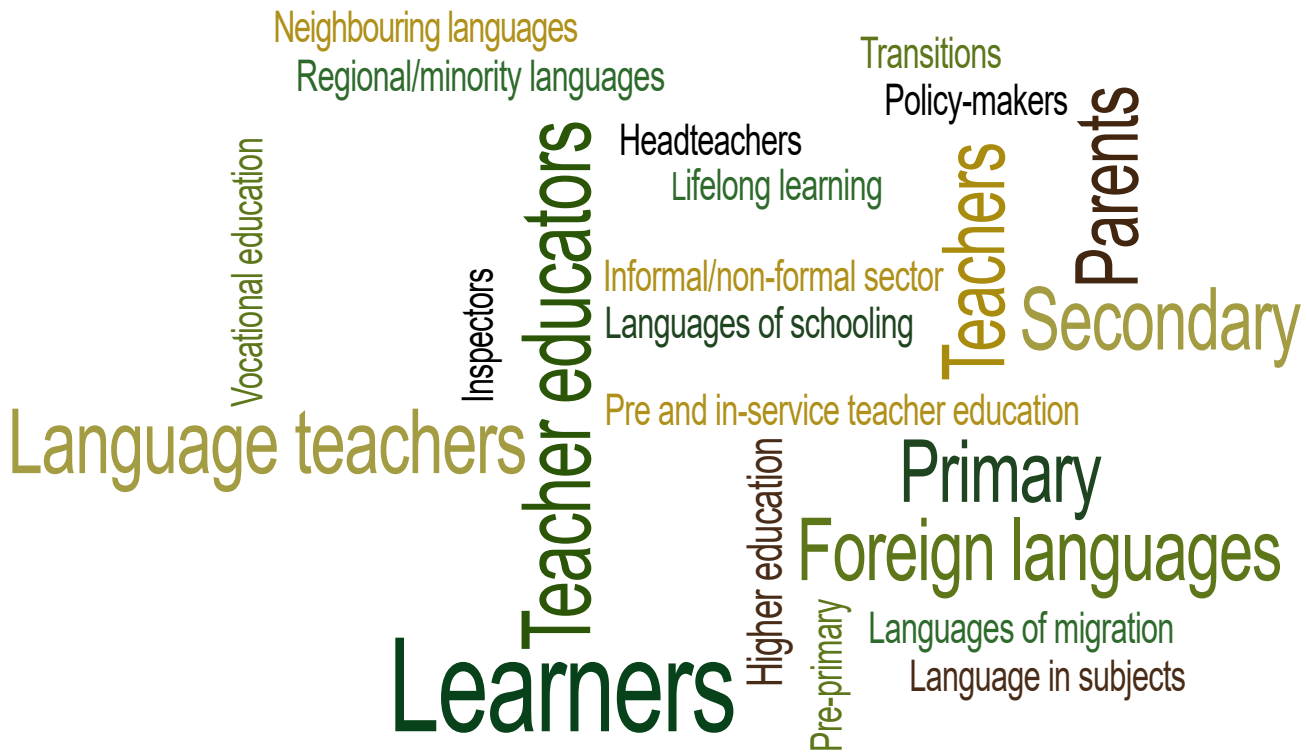 Neighbouring languages
Regional/minority languages
Transitions
Policy-makers
Parents
Headteachers
Lifelong learning
Teachers
Teacher educators
Vocational education
Inspectors
Informal/non-formal sector
Languages of schooling
Secondary
Language teachers
Pre and in-service teacher education
Primary
Higher education
Foreign languages
Pre-primary
Languages of migration
Language in subjects
Learners